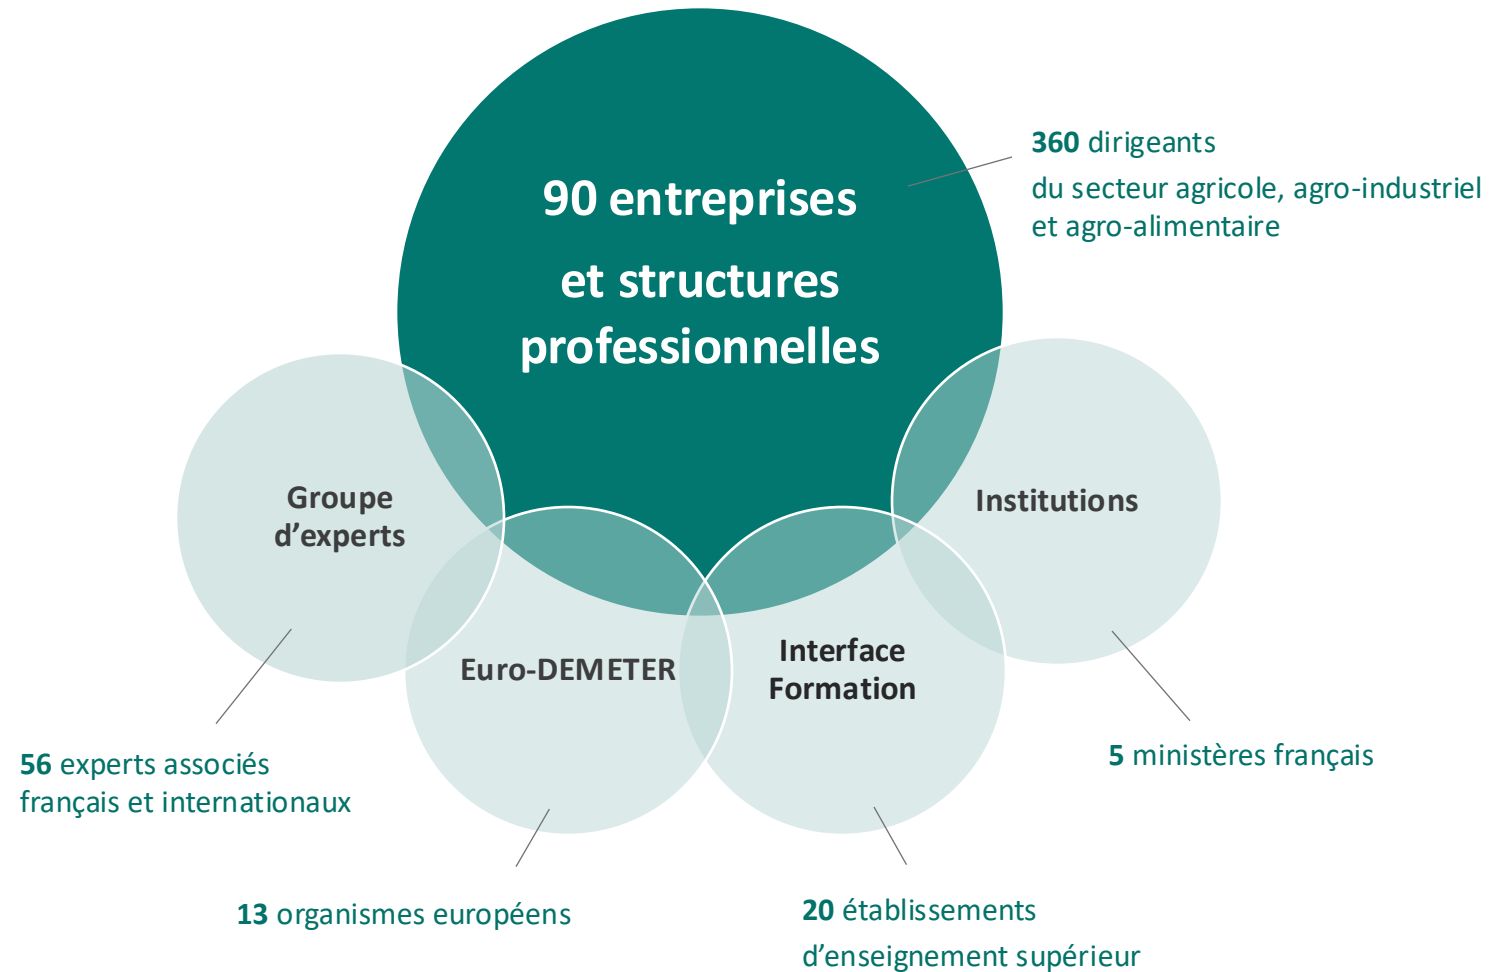 90 entreprises
et structures
professionnelles
360 dirigeants
du secteur agricole, agro-industriel
et agro-alimentaire
Groupe
d’experts
56 experts associés
français et internationaux
Euro-DEMETER
13 organismes européens
Interface
Formation
20 établissements
d’enseignement supérieur
Institutions
5 ministères français